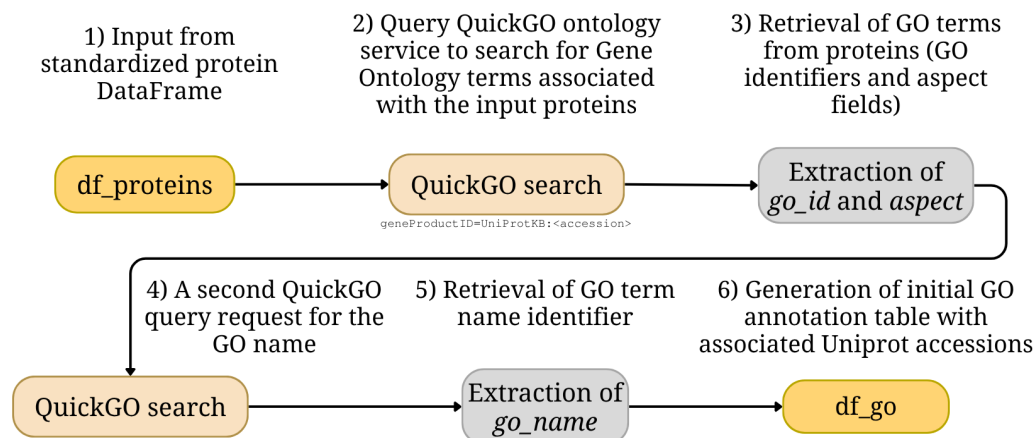 1) Input from
standardized protein
DataFrame
2) Query QuickGO ontology
service to search for Gene
Ontology terms associated
with the input proteins
3) Retrieval of GO terms
from proteins (GO
identifiers and aspect
fields)
df_proteins
QuickGO search
geneProductID=UniProtKB:<accession>
Extraction of
go_id and aspect
4) A second QuickGO
query request for the
GO name
5) Retrieval of GO term
name identifier
6) Generation of initial GO
annotation table with
associated Uniprot accessions
QuickGO search
Extraction of
go_name
df_go